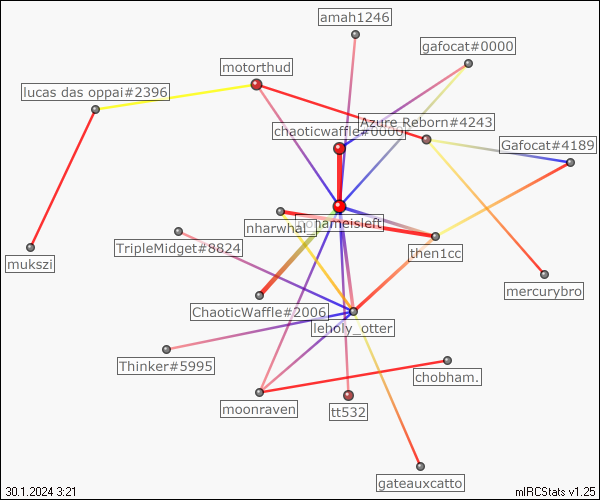 amah1246
gafocat#0000
motorthud
lucas das oppai#2396
Azure Reborn#4243
chaoticwaffle#0000
Gafocat#4189
nharwhal_
nohameisleft
TripleMidget#8824
then1cc
mukszi
mercurybro
ChaoticWaffle#2006
leholy_otter
Thinker#5995
chobham.
moonraven
tt532
gateauxcatto
30.1.2024 3:21
mIRCStats v1.25